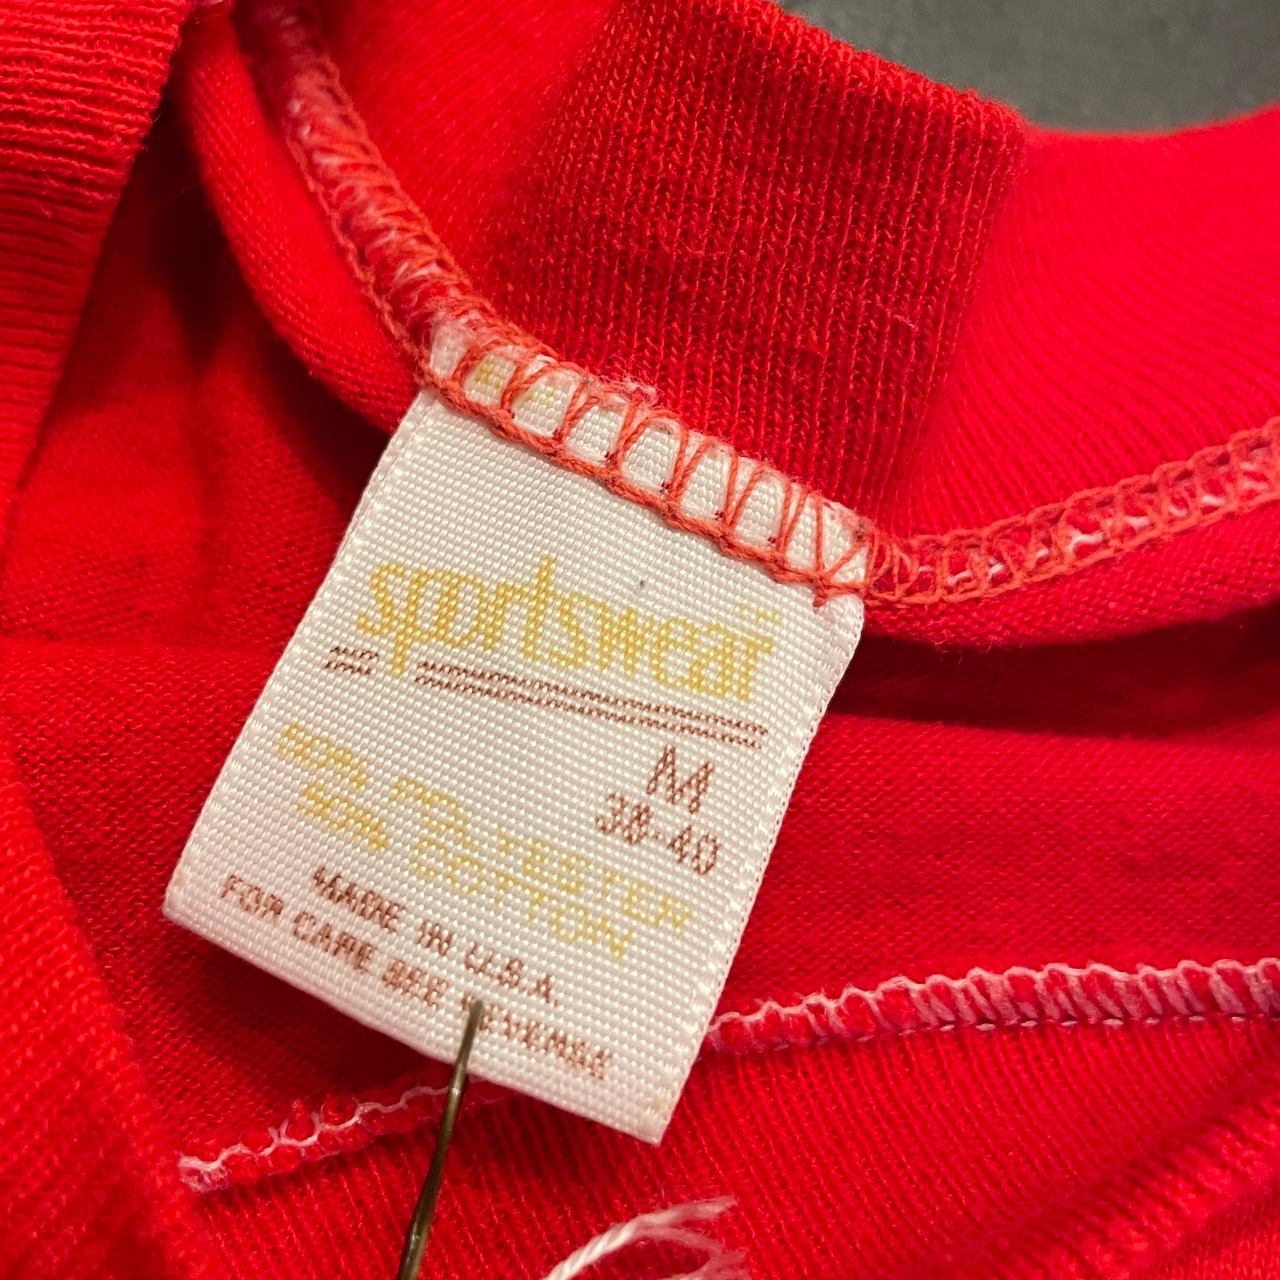 sportswear
M
38-40
50% POLYESTER
50% COTTON
MADE IN U.S.A.
FOR CARE SEE REVERSE